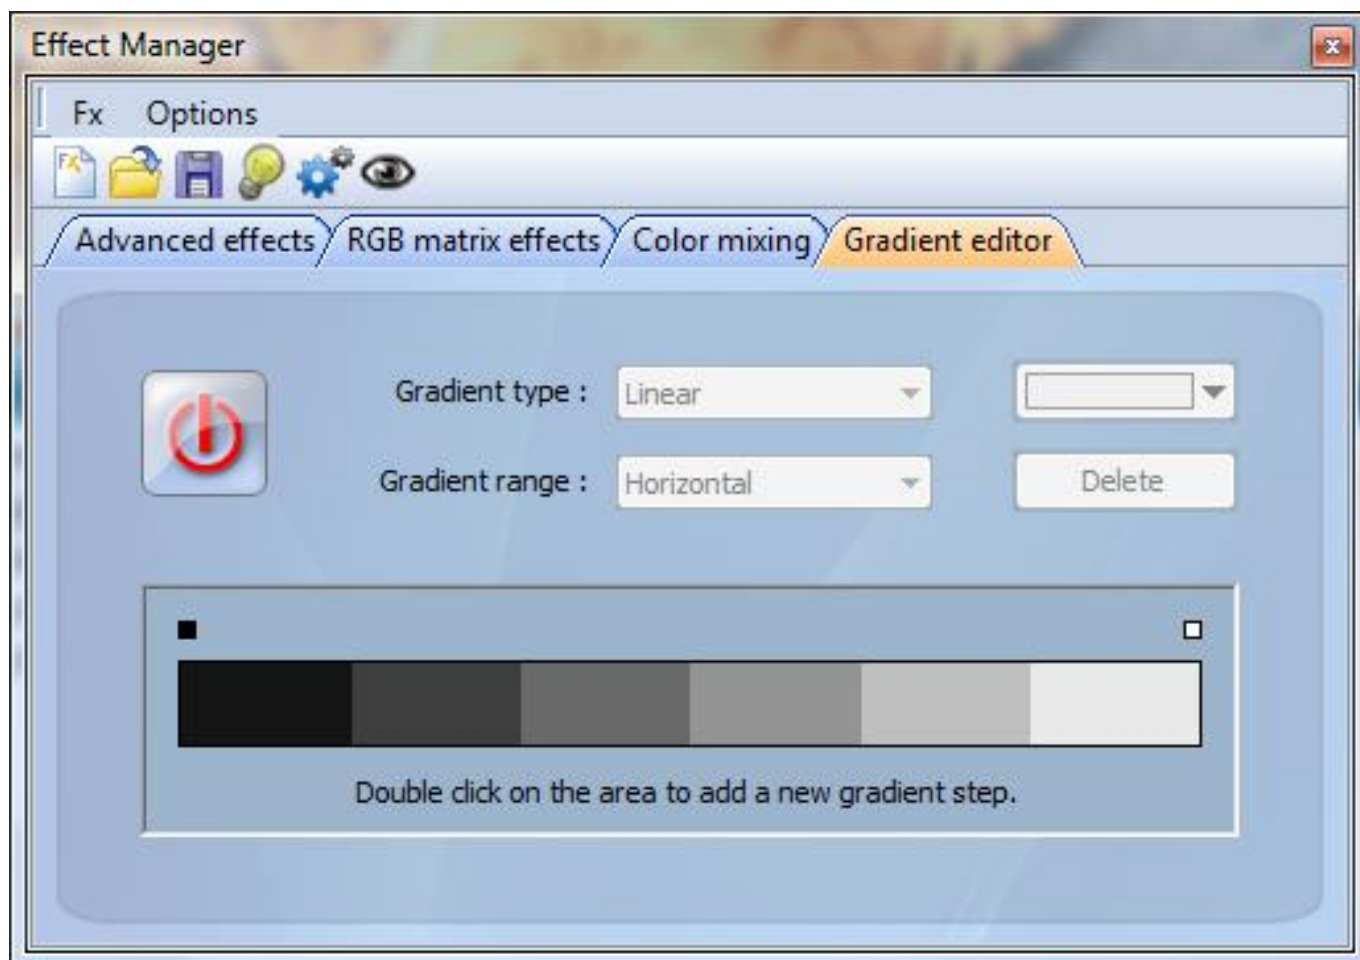 Effect Manager
Fx Options
FX
Advanced effects RGB matrix effects Color mixing Gradient editor
Gradient type : Linear
Gradient range : Horizontal Delete
Double click on the area to add a new gradient step.